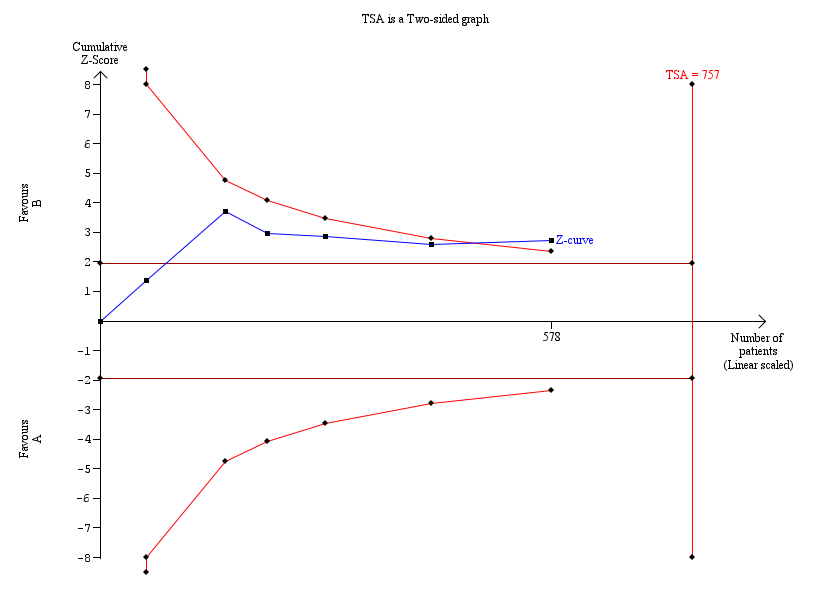 TSA is a Two-sided graph
Cumulative
Z-Score
TSA = 757
8
7
6
5
4
3
2
1
-1
-2
-3
-4
-5
-6
-7
-8
Favours
B
Favours
A
Z-curve
578
Number of
patients
(Linear scaled)